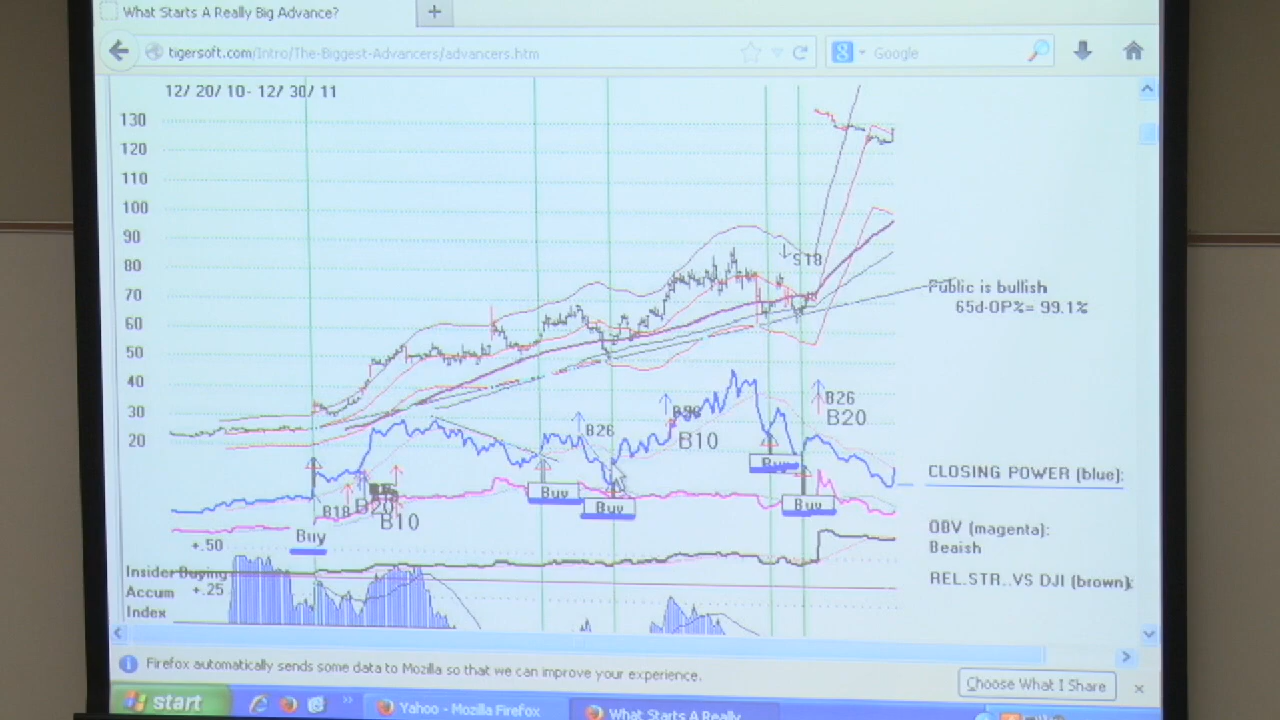 What Starts A Really Big Advance?
+
tigersoft.com/Intro/The-Biggest-Advancers/advancers.htm
8
Google
12/ 20/ 10- 12/ 30/ 11
130
120
110
100
90
80
70
60
50
40
30
20
S18
Public is bullish
65d-OP%= 99.1%
B26
B20
B26
B10
Buy
Buy
Buy
Buy
B18
B20
B10
Buy
CLOSING POWER (blue):
OBV (magenta):
Beaish
REL.STR..VS DJI (brown):
+.50
Insider Buying
Accum
+.25
Index
Firefox automatically sends some data to Mozilla so that we can improve your experience.
Choose What I Share
×
start
Yahoo - Mozilla Firefox
What Starts A Really